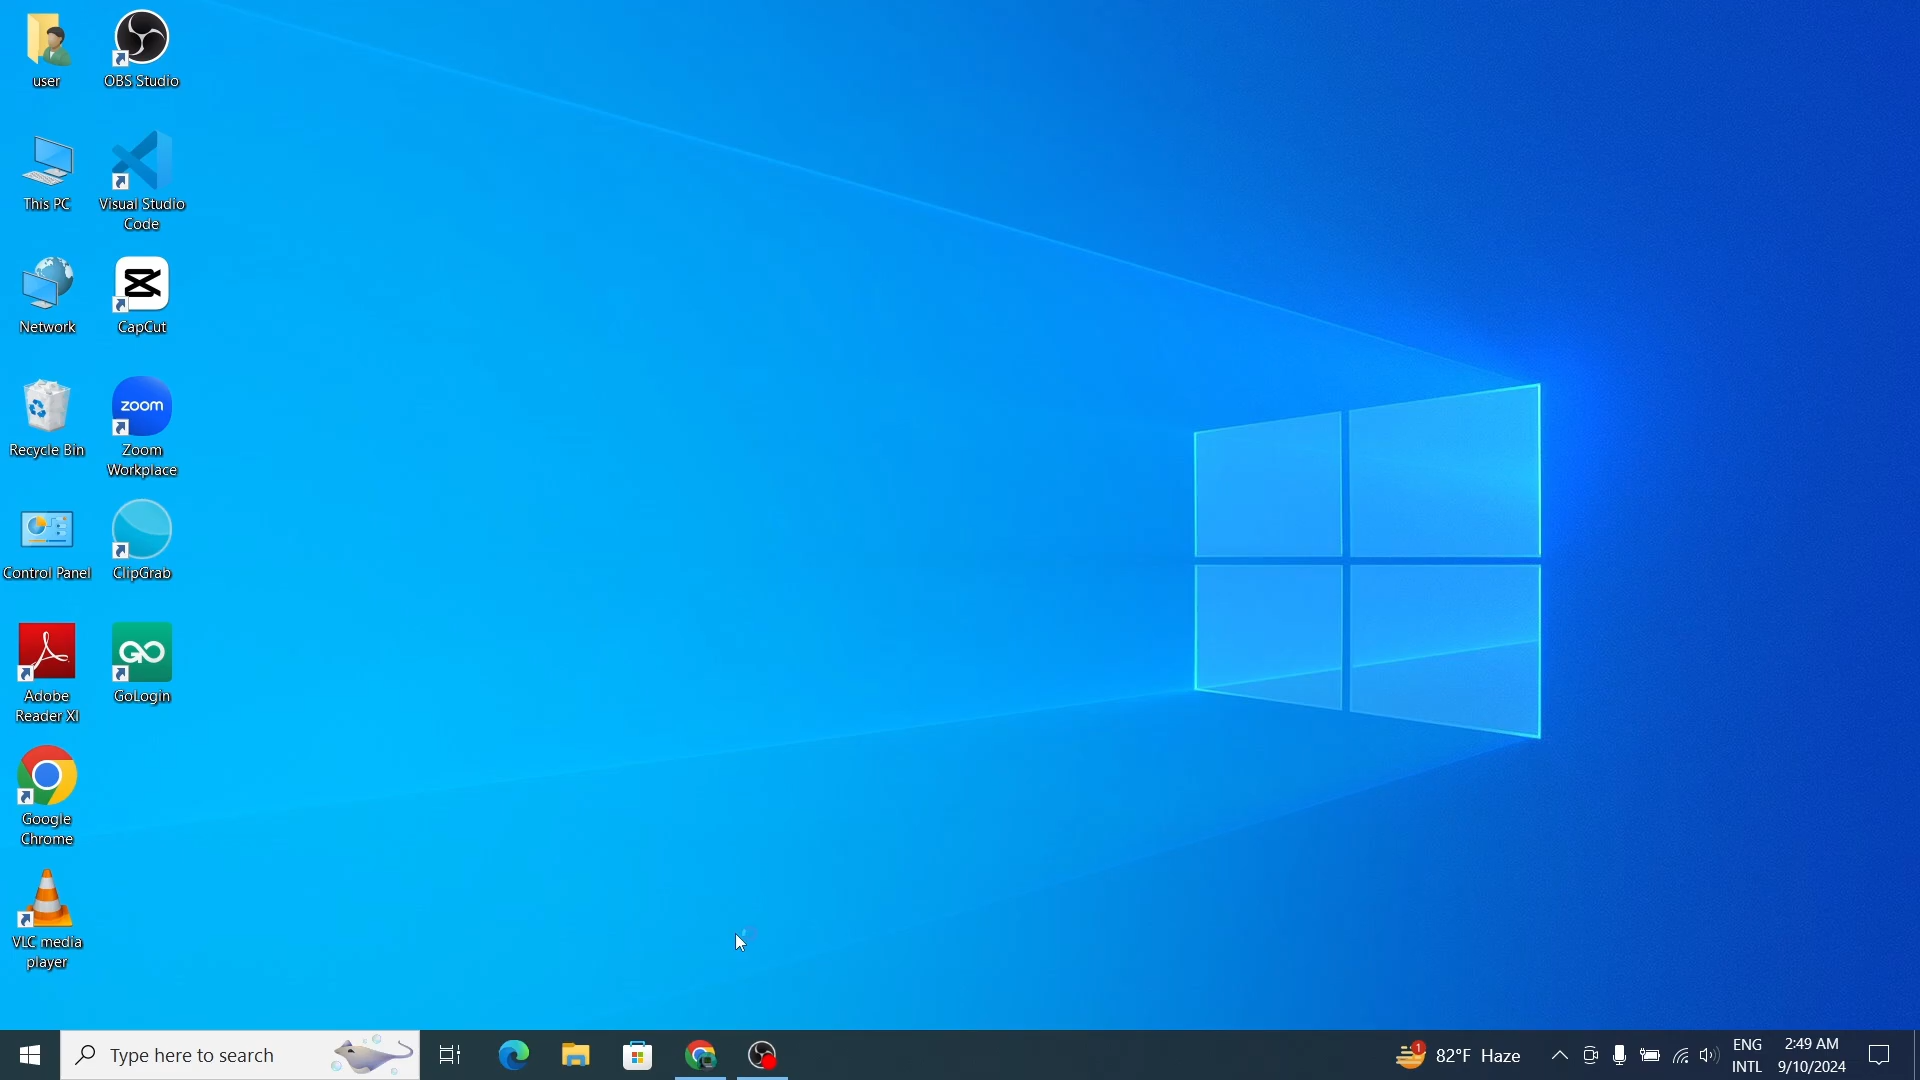 user
OBS Studio
This PC
Visual Studio
Code
Network
CapCut
Recycle Bin
zoom
Zoom
Workplace
Control Panel
ClipGrab
Adobe
Reader XI
GoLogin
Google
Chrome
VLC media
player
Type here to search
1
82°F Haze
ENG
INTL
2:49 AM
9/10/2024